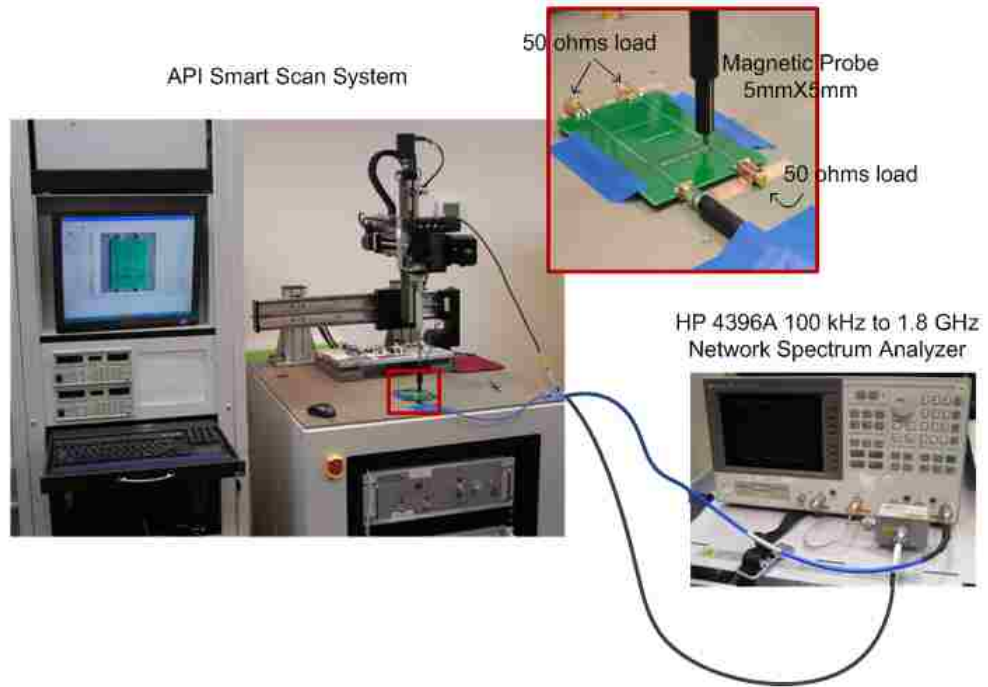 API Smart Scan System
50 ohms load
Magnetic Probe
5mmX5mm
50 ohms load
HP 4396A 100 kHz to 1.8 GHz
Network Spectrum Analyzer